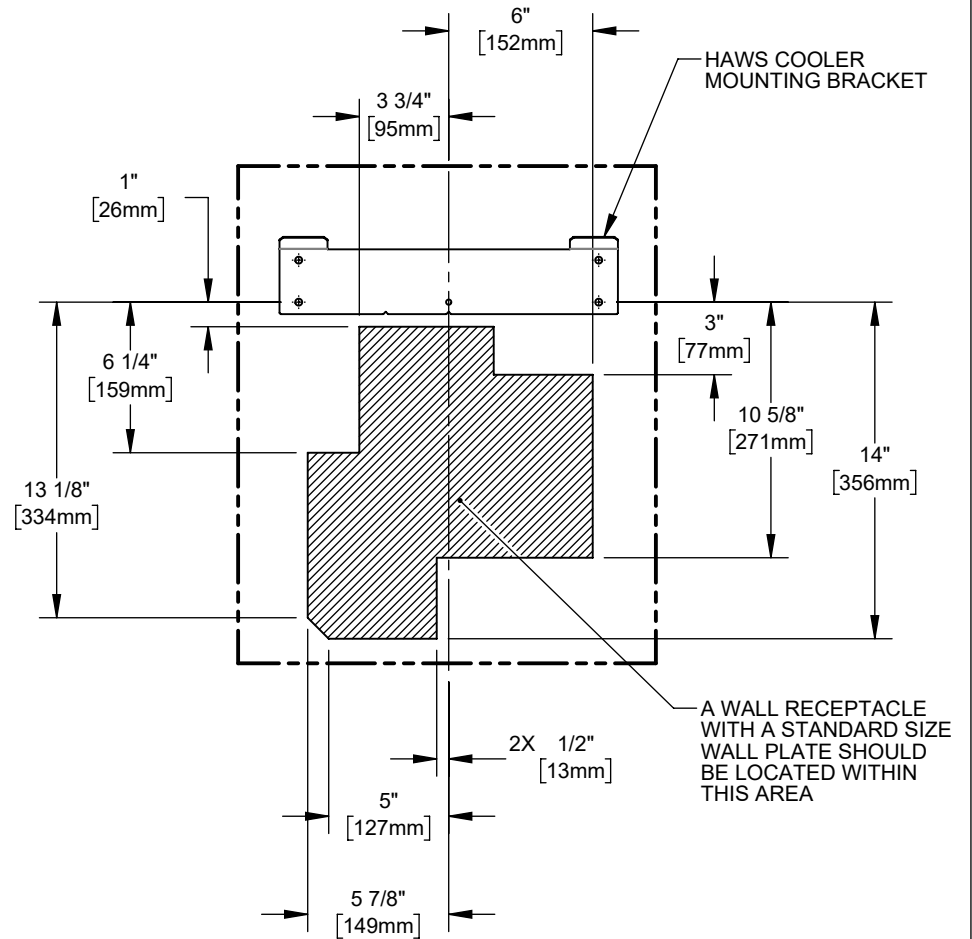 6"
[152mm]
HAWS COOLER
MOUNTING BRACKET
3 3/4"
[95mm]
1"
[26mm]
3"
[77mm]
6 1/4"
[159mm]
10 5/8"
[271mm]
14"
[356mm]
13 1/8"
[334mm]
A WALL RECEPTACLE
WITH A STANDARD SIZE
WALL PLATE SHOULD
BE LOCATED WITHIN
THIS AREA
2X 1/2"
[13mm]
5"
[127mm]
5 7/8"
[149mm]